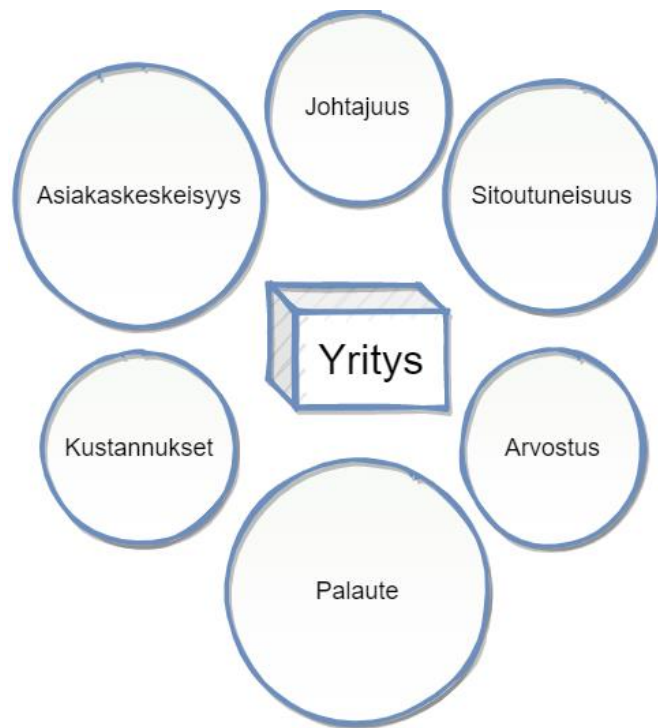 Johtajuus
Asiakaskeskeisyys
Sitoutuneisuus
Yritys
Kustannukset
Arvostus
Palaute